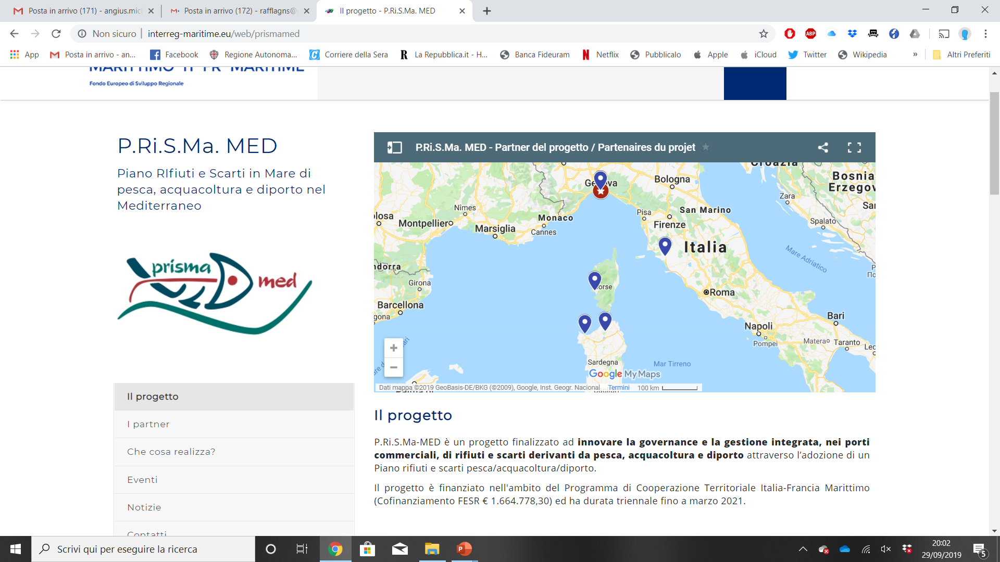 Posta in arrivo (171) - angius.mic
Posta in arrivo (172) - rafflagns@
Il progetto - P.Ri.S.Ma. MED
Non sicuro
interreg-maritime.eu/web/prismamed
App
Posta in arrivo - an...
Facebook
Regione Autonoma...
Corriere della Sera
La Repubblica.it - H...
Banca Fideuram
Netflix
Pubblicalo
Apple
iCloud
Twitter
Wikipedia
»
Altri Preferiti
MARITTIMO-IT FR-MARITIME
Fondo Europeo di Sviluppo Regionale
P.Ri.S.Ma. MED
Piano RIfiuti e Scarti in Mare di
pesca, acquacoltura e diporto nel
Mediterraneo
prisma
med
Il progetto
I partner
Che cosa realizza?
Eventi
Notizie
Contatti
P.Ri.S.Ma. MED - Partner del progetto / Partenaires du projet
Croazia
Genova
Bologna
Bosnia
Erzegov
Zara
Sar
Nîmes
Pisa
San Marino
losa
Montpellier
Monaco
Marsiglia
Cannes
Firenze
Spalato
Italia
Mare Adriatico
ndorra
Girona
orse
Roma
Barcellona
gona
Bari
Napoli
Pompei
Matera
Taranto
Lec
Sardegna
Mar Tirreno
Google My Maps
Dati mappa ©2019 GeoBasis-DE/BKG (©2009), Google, Inst. Geogr. Nacional
Termini
100 km
Il progetto
P.Ri.S.Ma-MED è un progetto finalizzato ad innovare la governance e la gestione integrata, nei porti
commerciali, di rifiuti e scarti derivanti da pesca, acquacoltura e diporto attraverso l’adozione di un
Piano rifiuti e scarti pesca/acquacoltura/diporto.
Il progetto è finanziato nell'ambito del Programma di Cooperazione Territoriale Italia-Francia Marittimo
(Cofinanziamento FESR € 1.664.778,30) ed ha durata triennale fino a marzo 2021.
Scrivi qui per eseguire la ricerca
20:02
29/09/2019
5